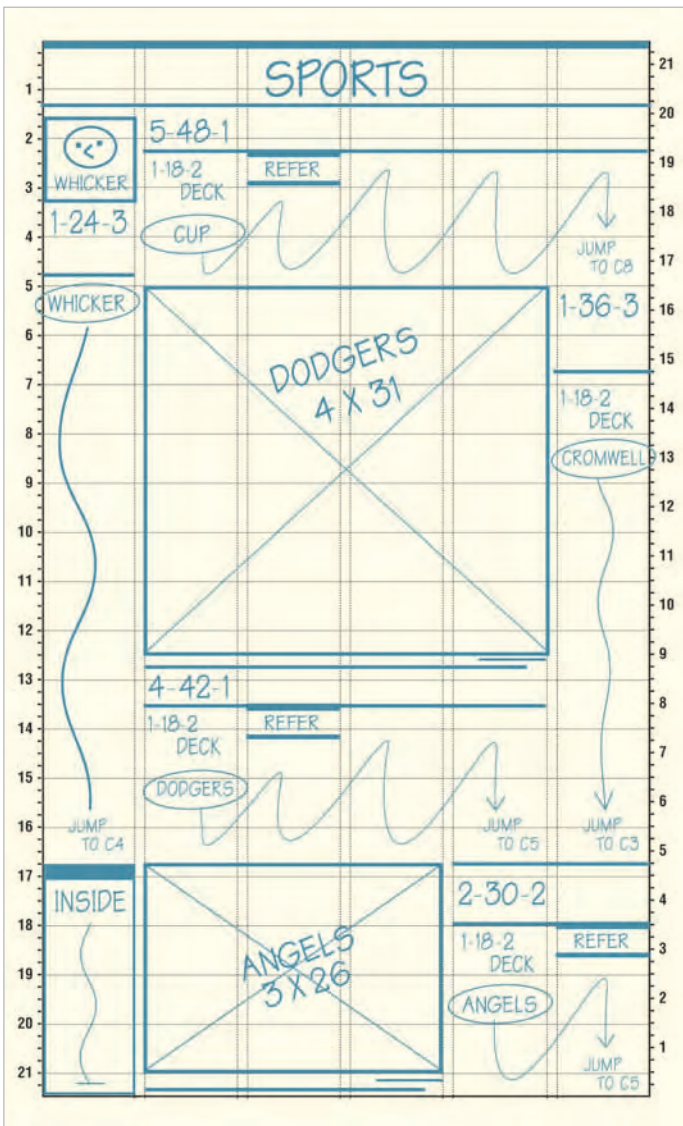 SPORTS
WHICKER
1-24-3
WHICKER
JUMP
TO C4
INSIDE
5-48-1
1-18-2
DECK
REFER
CUP
JUMP
TO C8
DODGERS
4 X 31
1-36-3
1-18-2
DECK
CROMWELL
JUMP
TO C3
4-42-1
1-18-2
DECK
REFER
DODGERS
JUMP
TO C5
ANGELS
3 X 26
2-30-2
1-18-2
DECK
REFER
ANGELS
JUMP
TO C5
1
2
3
4
5
6
7
8
9
10
11
12
13
14
15
16
17
18
19
20
21
21
20
19
18
17
16
15
14
13
12
11
10
9
8
7
6
5
4
3
2
1